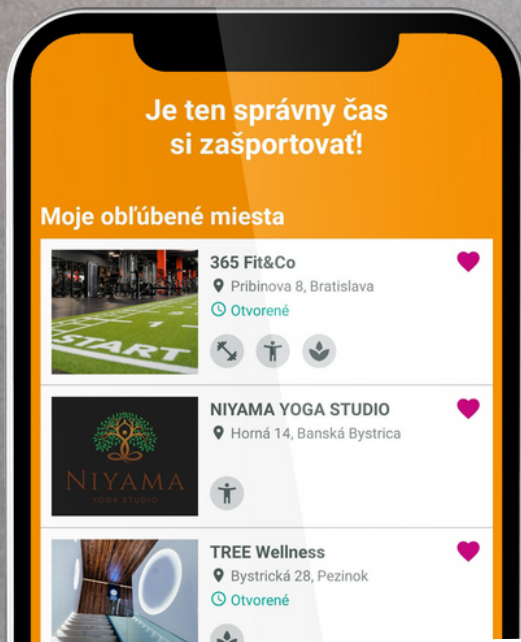 Je ten správny čas
si zašportovať!
Moje obľúbené miesta
365 Fit&Co
Pribinova 8, Bratislava
Otvorené
START
NIYAMA YOGA STUDIO
Horná 14, Banská Bystrica
NIYAMA
YOGA STUDIO
TREE Wellness
Bystrická 28, Pezinok
Otvorené